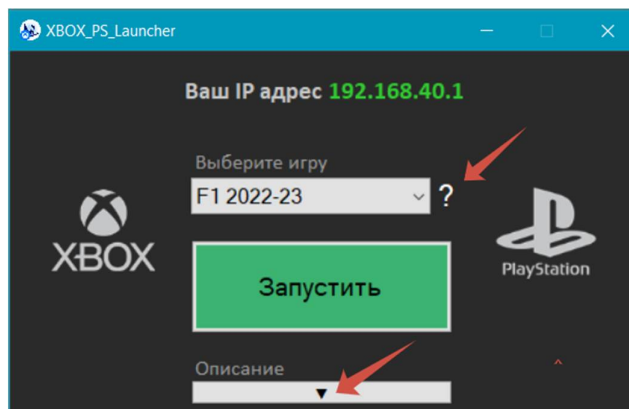 XBOX_PS_Launcher
Ваш IP адрес 192.168.40.1
Выберите игру
F1 2022-23 ?
XBOX
PlayStation
Запустить
Описание